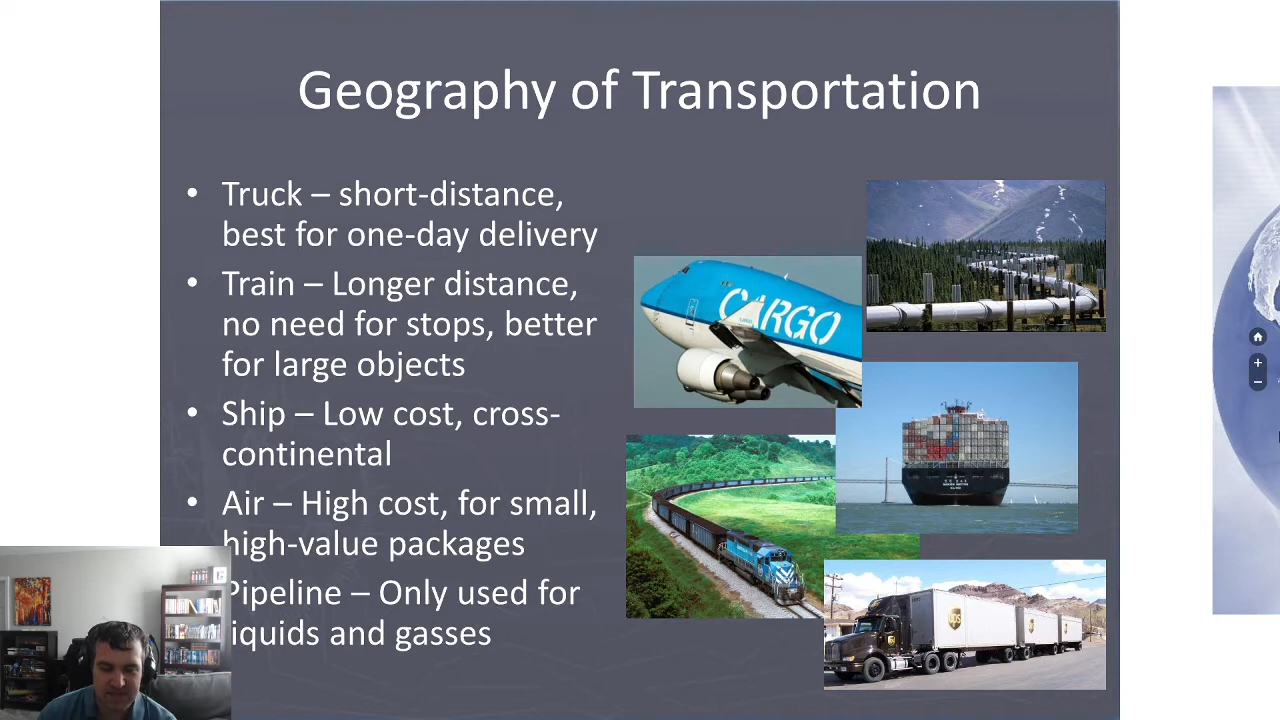 Geography of Transportation
• Truck – short-distance,
best for one-day delivery
• Train – Longer distance,
no need for stops, better
for large objects
• Ship – Low cost, cross-
continental
• Air – High cost, for small,
high-value packages
Pipeline – Only used for
iquids and gasses
CARGO
ups